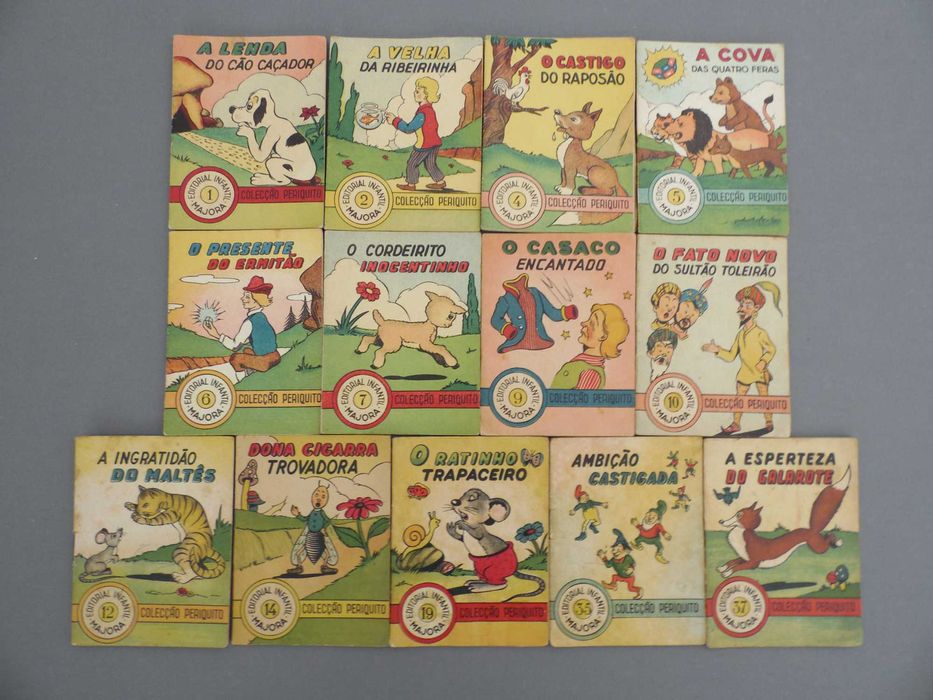 A LENDA
DO CÃO CAÇADOR
EDITORIAL INFANTIL
1
MAJORA
COLECÇÃO PERIQUITO
A VELHA
DA RIBEIRINHA
EDITORIAL INFANTIL
2
MAJORA
COLECÇÃO PERIQUITO
O CASTIGO
DO RAPOSÃO
EDITORIAL INFANTIL
4
MAJORA
COLECÇÃO PERIQUITO
A COVA
DAS QUATRO FERAS
EDITORIAL INFANTIL
5
MAJORA
COLECÇÃO PERIQUITO
O PRESENTE
DO ERMITÃO
EDITORIAL INFANTIL
6
MAJORA
COLECÇÃO PERIQUITO
O CORDEIRITO
INOCENTINHO
EDITORIAL INFANTIL
7
MAJORA
COLECÇÃO PERIQUITO
O CASACO
ENCANTADO
EDITORIAL INFANTIL
9
MAJORA
COLECÇÃO PERIQUITO
O FATO NOVO
DO SULTÃO TOLEIRÃO
EDITORIAL INFANTIL
10
MAJORA
COLECÇÃO PERIQUITO
A INGRATIDÃO
DO MALTÊS
EDITORIAL INFANTIL
12
MAJORA
COLECÇÃO PERIQUITO
DONA CIGARRA
TROVADORA
EDITORIAL INFANTIL
14
MAJORA
COLECÇÃO PERIQUITO
O RATINHO
TRAPACEIRO
EDITORIAL INFANTIL
19
MAJORA
COLECÇÃO PERIQUITO
AMBIÇÃO
CASTIGADA
EDITORIAL INFANTIL
35
MAJORA
COLECÇÃO PERIQUITO
A ESPERTEZA
DO GALAROTE
EDITORIAL INFANTIL
37
MAJORA
COLECÇÃO PERIQUITO